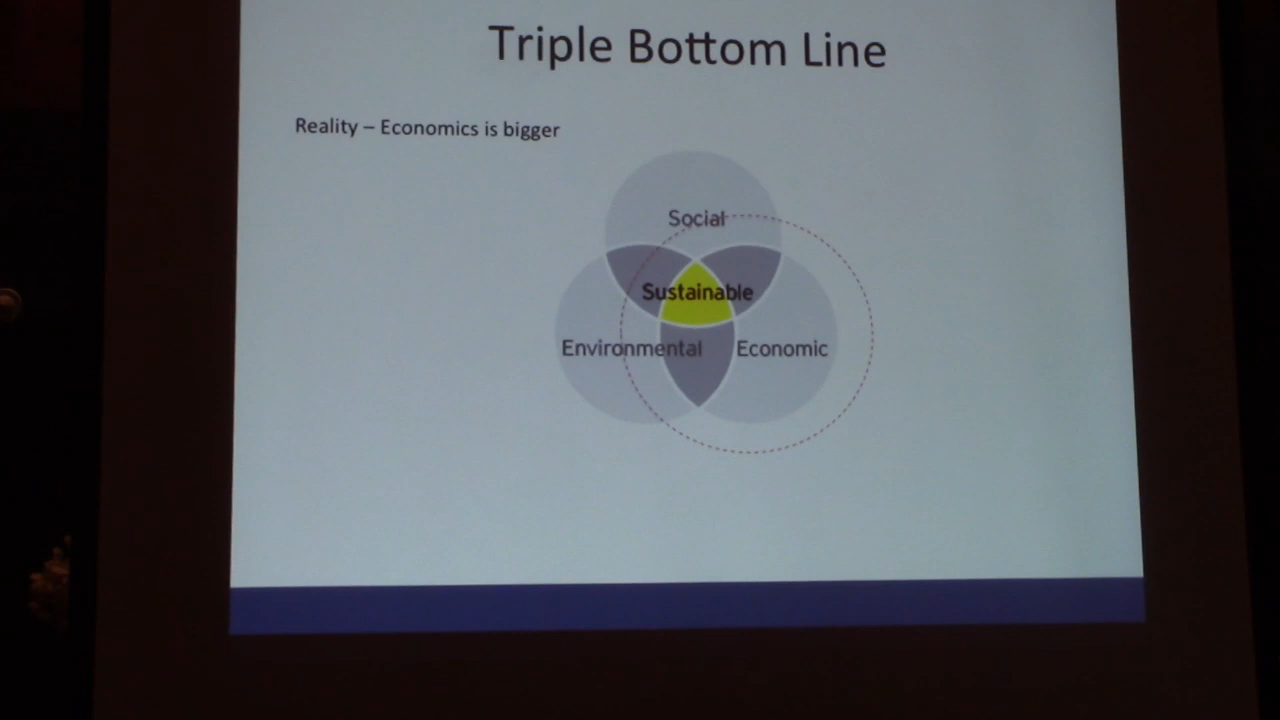 Triple Bottom Line
Reality – Economics is bigger
Social
Sustainable
Environmental
Economic